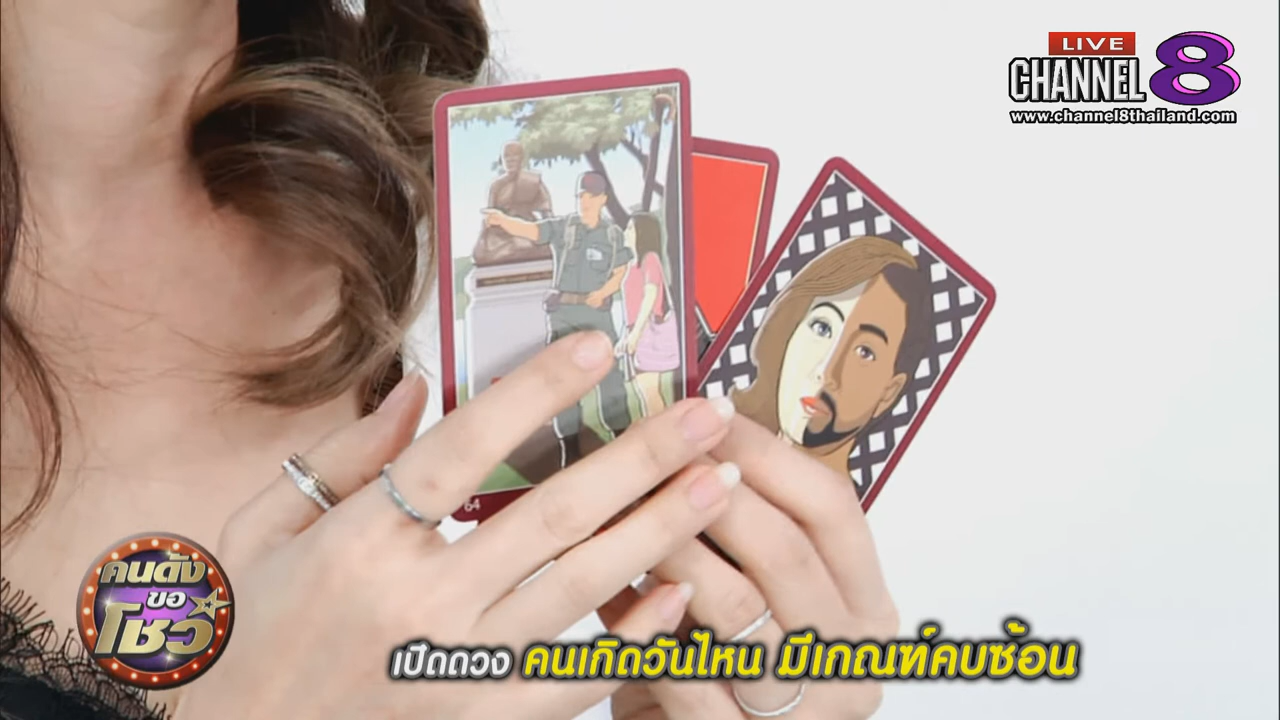 LIVE
CHANNEL 8
www.channel8thailand.com
64
คนดัง
ขอ
โชว์
เปิดดวง คนเกิดวันไหน มีเกณฑ์คบซ้อน